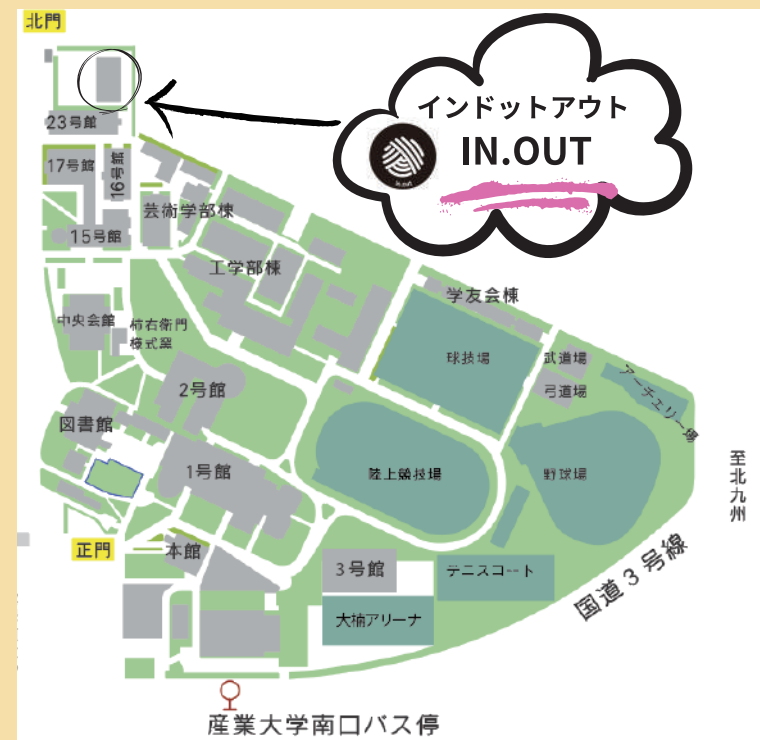 北門
インドットアウト
IN.OUT
in.out
23号館
17号館
16号館
芸術学部棟
15号館
工学部棟
学友会棟
中央会館
柿右衛門
様式窯
球技場
武道場
弓道場
アーチェリー場
2号館
図書館
1号館
陸上競技場
野球場
至北九州
正門
本館
3号館
テニスコート
国道3号線
大楠アリーナ
産業大学南口バス停